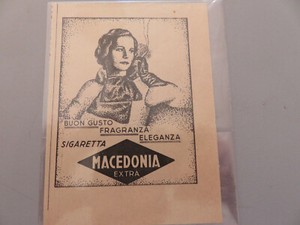 BUON GUSTO
FRAGRANZA
ELEGANZA
SIGARETTA
MACEDONIA
EXTRA